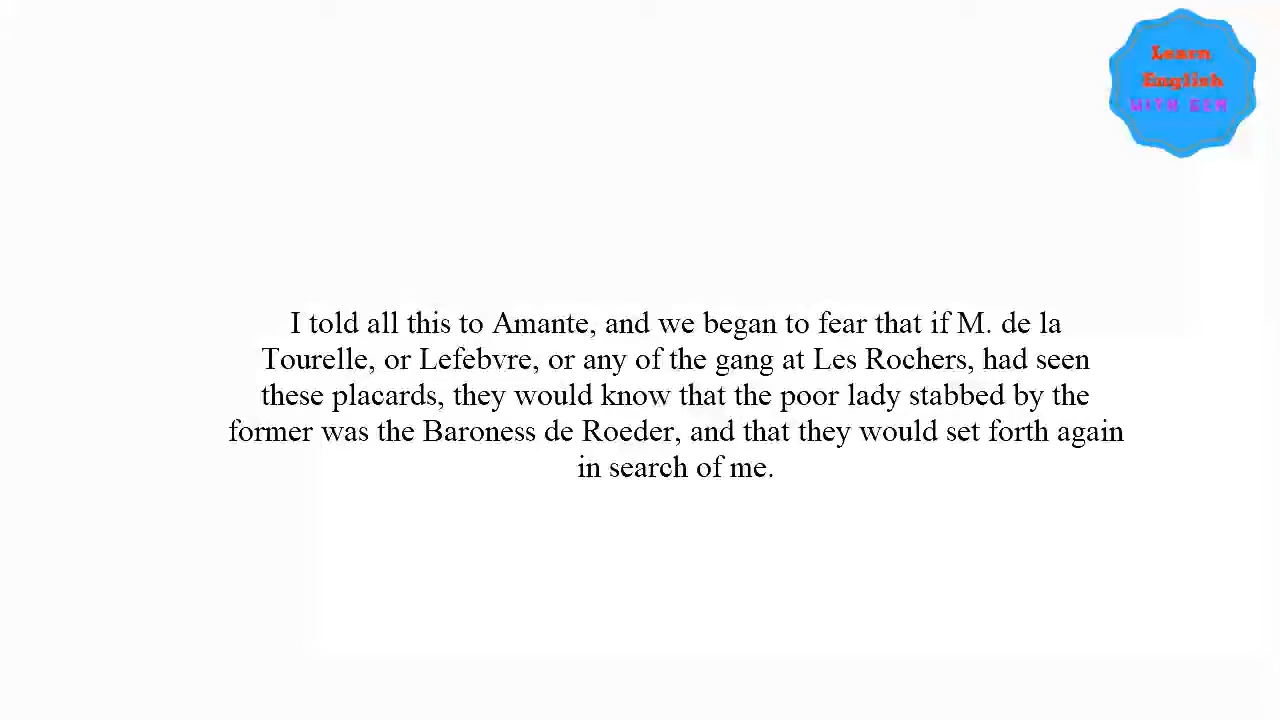 Learn
English
WITH GEM
I told all this to Amante, and we began to fear that if M. de la
Tourelle, or Lefebvre, or any of the gang at Les Rochers, had seen
these placards, they would know that the poor lady stabbed by the
former was the Baroness de Roeder, and that they would set forth again
in search of me.